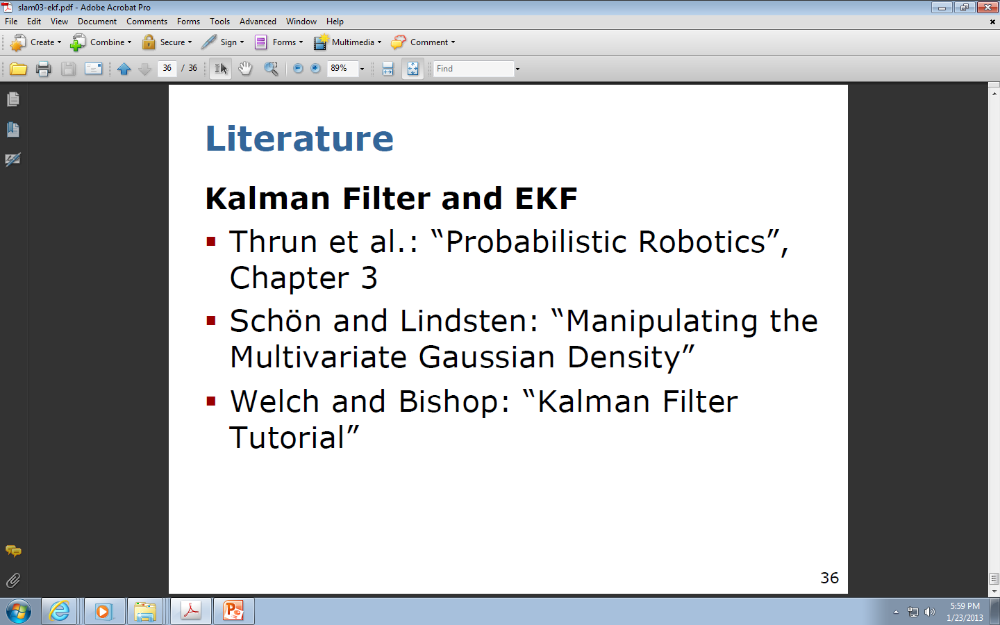 slam03-ekf.pdf - Adobe Acrobat Pro
File Edit View Document Comments Forms Tools Advanced Window Help
Create Combine Secure Sign Forms Multimedia Comment
36 / 36 89% Find
Literature
Kalman Filter and EKF
Thrun et al.: “Probabilistic Robotics”,
Chapter 3
Schön and Lindsten: “Manipulating the
Multivariate Gaussian Density”
Welch and Bishop: “Kalman Filter
Tutorial”
36
5:59 PM
1/23/2013